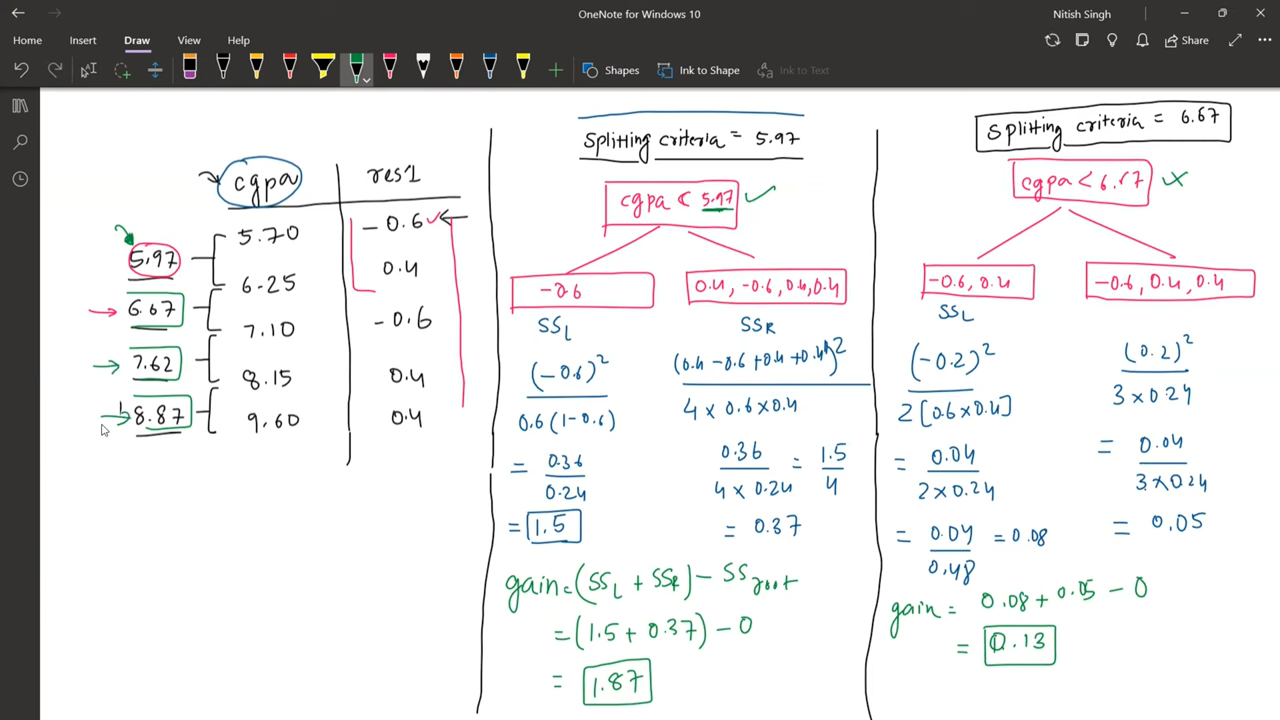 OneNote for Windows 10
Nitish Singh
Home
Insert
Draw
View
Help
Share
Shapes
Ink to Shape
Ink to Text
cgpa
res1
5.70
-0.6
6.25
0.4
7.10
-0.6
8.15
0.4
9.60
0.4
5.97
6.67
7.62
8.87
Splitting criteria = 5.97
cgpa < 5.97
-0.6
0.4, -0.6, 0.4, 0.4
SSL
SSR
(-0.6)²
0.6(1-0.6)
= 0.36
0.24
= 1.5
(0.4 -0.6 +0.4 +0.4)²
4 x 0.6 x 0.4
0.36 = 1.5
4 x 0.24 4
= 0.37
gain = (SSL + SSR) - SSroot
= (1.5 + 0.37) - 0
= 1.87
Splitting criteria = 6.67
cgpa < 6.67
-0.6, 0.4
-0.6, 0.4, 0.4
SSL
(-0.2)²
2[0.6x0.4]
= 0.04
2 x 0.24
= 0.04 = 0.08
0.48
(0.2)²
3 x 0.24
= 0.04
3 x 0.24
= 0.05
gain = 0.08 + 0.05 - 0
= 0.13